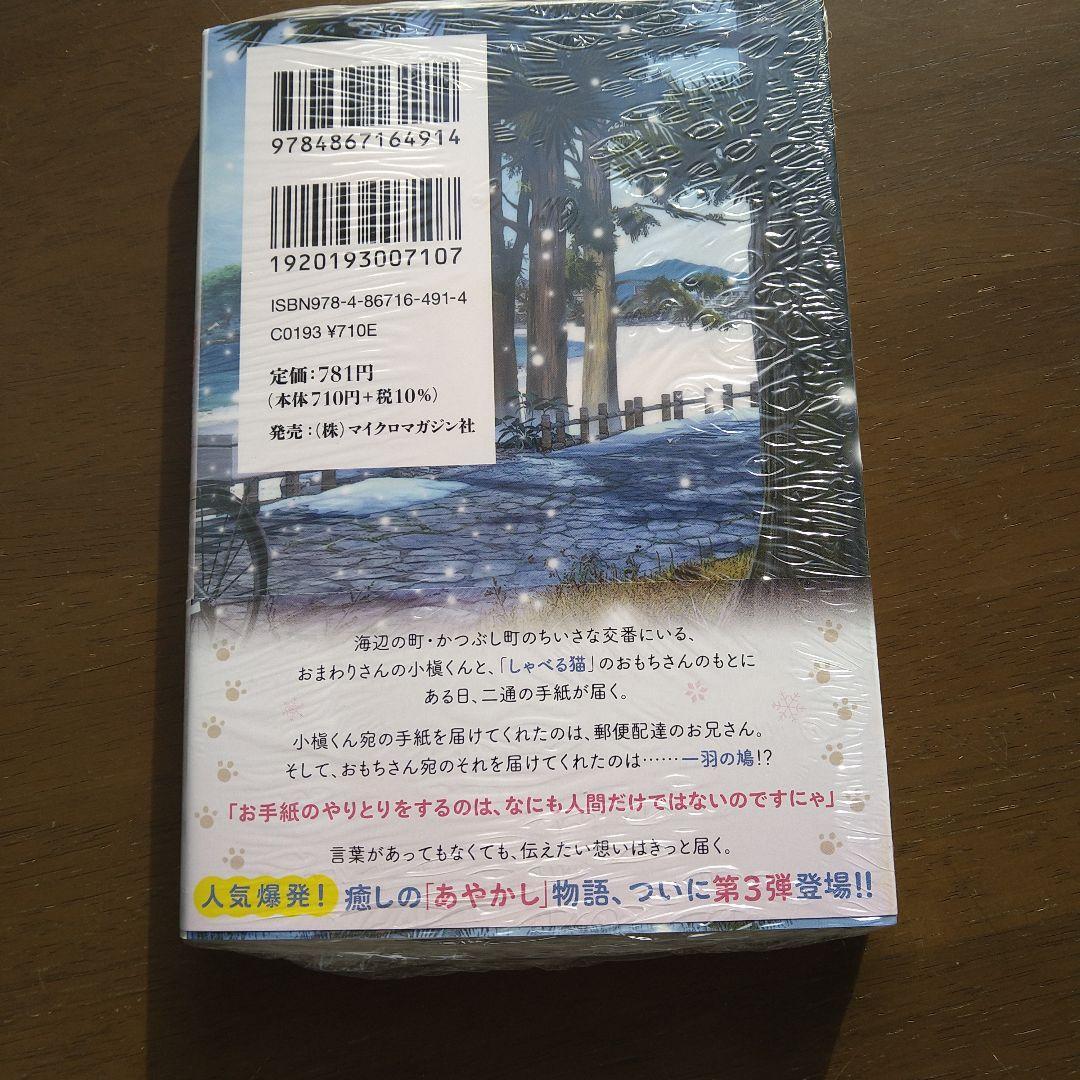 9784867164914
1920193007107
ISBN978-4-86716-491-4
C0193 ¥710E
定価：781円
（本体710円＋税10％）
発売：（株）マイクロマガジン社
海辺の町・かつぶし町のちいさな交番にいる、
おまわりさんの小槇くんと、「しゃべる猫」のおもちさんのもとに
ある日、二通の手紙が届く。
小槇くん宛の手紙を届けてくれたのは、郵便配達のお兄さん。
そして、おもちさん宛のそれを届けてくれたのは……一羽の鳩!?
「お手紙のやりとりをするのは、なにも人間だけではないのですにゃ」
言葉があってもなくても、伝えたい想いはきっと届く。
人気爆発！ 癒しの「あやかし」物語、ついに第3弾登場!!